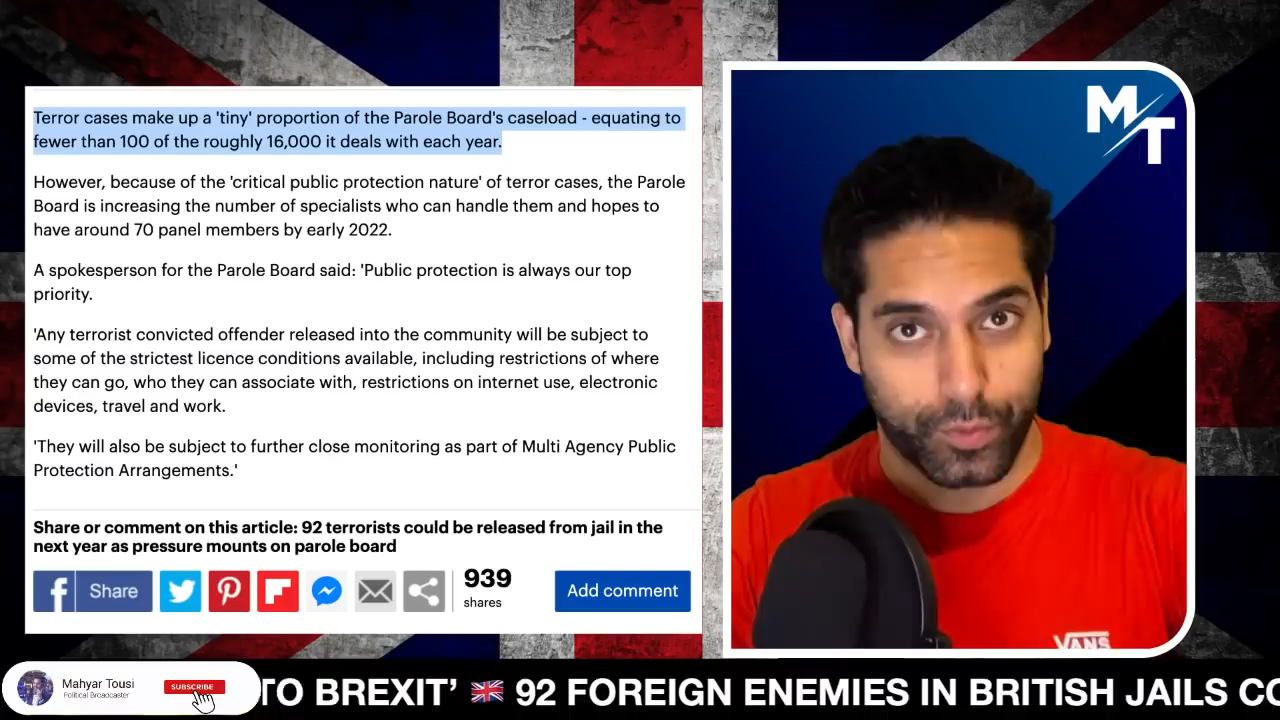 Terror cases make up a 'tiny' proportion of the Parole Board's caseload - equating to
fewer than 100 of the roughly 16,000 it deals with each year.
However, because of the 'critical public protection nature' of terror cases, the Parole
Board is increasing the number of specialists who can handle them and hopes to
have around 70 panel members by early 2022.
A spokesperson for the Parole Board said: 'Public protection is always our top
priority.
'Any terrorist convicted offender released into the community will be subject to
some of the strictest licence conditions available, including restrictions of where
they can go, who they can associate with, restrictions on internet use, electronic
devices, travel and work.
'They will also be subject to further close monitoring as part of Multi Agency Public
Protection Arrangements.'
Share or comment on this article: 92 terrorists could be released from jail in the
next year as pressure mounts on parole board
f Share
939
shares
Add comment
MT
VANS
Mahyar Tousi
Political Broadcaster
SUBSCRIBE
TO BREXIT' 🇬🇧 92 FOREIGN ENEMIES IN BRITISH JAILS CO